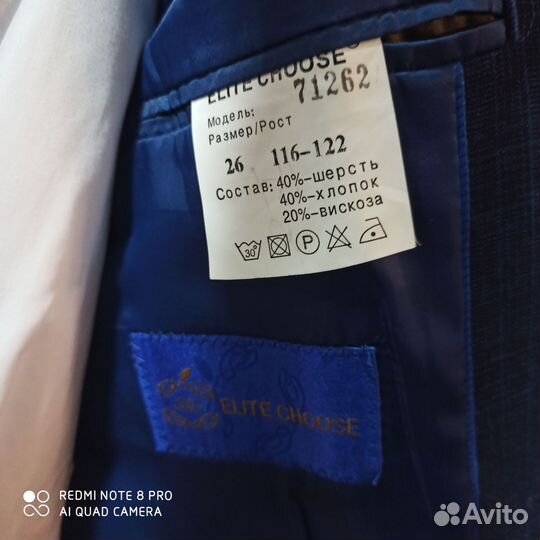 ELITE CHOOSE®
Модель: 71262
Размер/Рост
26 116-122
Состав: 40%-шерсть
40%-хлопок
20%-вискоза
30°
P
ELITE CHOOSE
REDMI NOTE 8 PRO
AI QUAD CAMERA
Avito